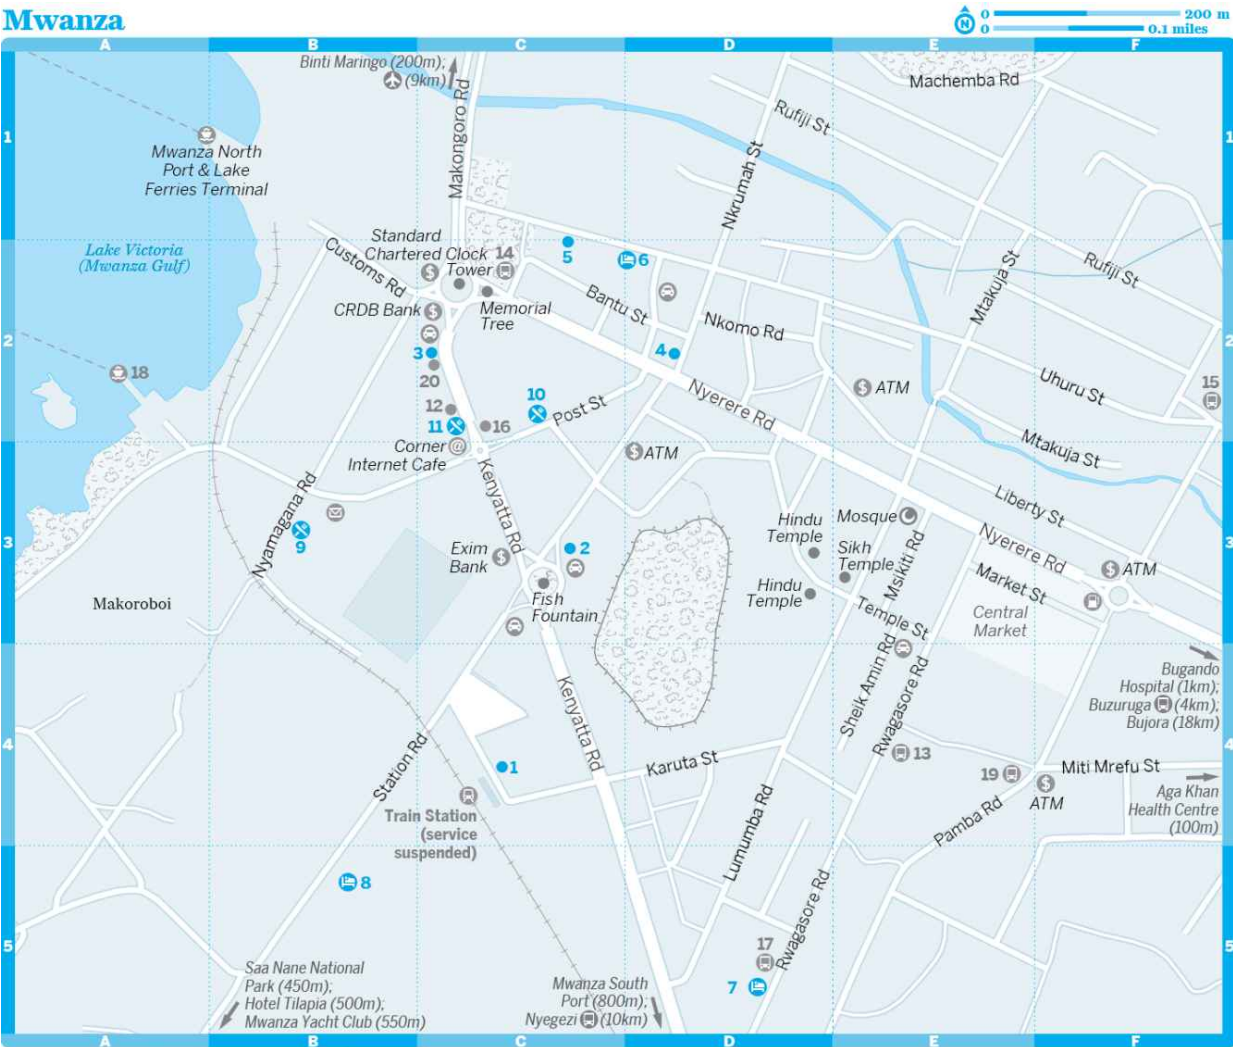 Mwanza
0 200 m
N
0 0.1 miles
A B C D E F
Binti Maringo (200m);
(9km)
Makongoro Rd
Machemba Rd
Rufiji St
1 1
Mwanza North
Port & Lake
Ferries Terminal
Nkrumah St
Lake Victoria
(Mwanza Gulf)
Customs Rd
Standard
Chartered
Clock
Tower
14
5
6
Mtakuja St
Rufiji St
CRDB Bank
Memorial
Tree
Bantu St
Nkomo Rd
2 2
3
4
18
20
Nyerere Rd
ATM
Uhuru St
15
10
12
11
16
Post St
Corner
Internet Cafe
ATM
Mtakuja St
Kenyatta Rd
Nyamagana Rd
Liberty St
9
Hindu
Temple
Mosque
Nyerere Rd
3 3
Exim
Bank
2
Sikh
Temple
Msikiti Rd
ATM
Market St
Hindu
Temple
Makoroboi
Fish
Fountain
Temple St
Central
Market
Sheik Amin Rd
Rwagasore Rd
Bugando
Hospital (1km);
Buzuruga (4km);
Bujora (18km)
Kenyatta Rd
4 4
Station Rd
1
Karuta St
13
19
Miti Mrefu St
ATM
Aga Khan
Health Centre
(100m)
Train Station
(service
suspended)
Lumumba Rd
Pamba Rd
8
Rwagasore Rd
5 5
17
7
Saa Nane National
Park (450m);
Hotel Tilapia (500m);
Mwanza Yacht Club (550m)
Mwanza South
Port (800m);
Nyegezi (10km)
A B C D E F